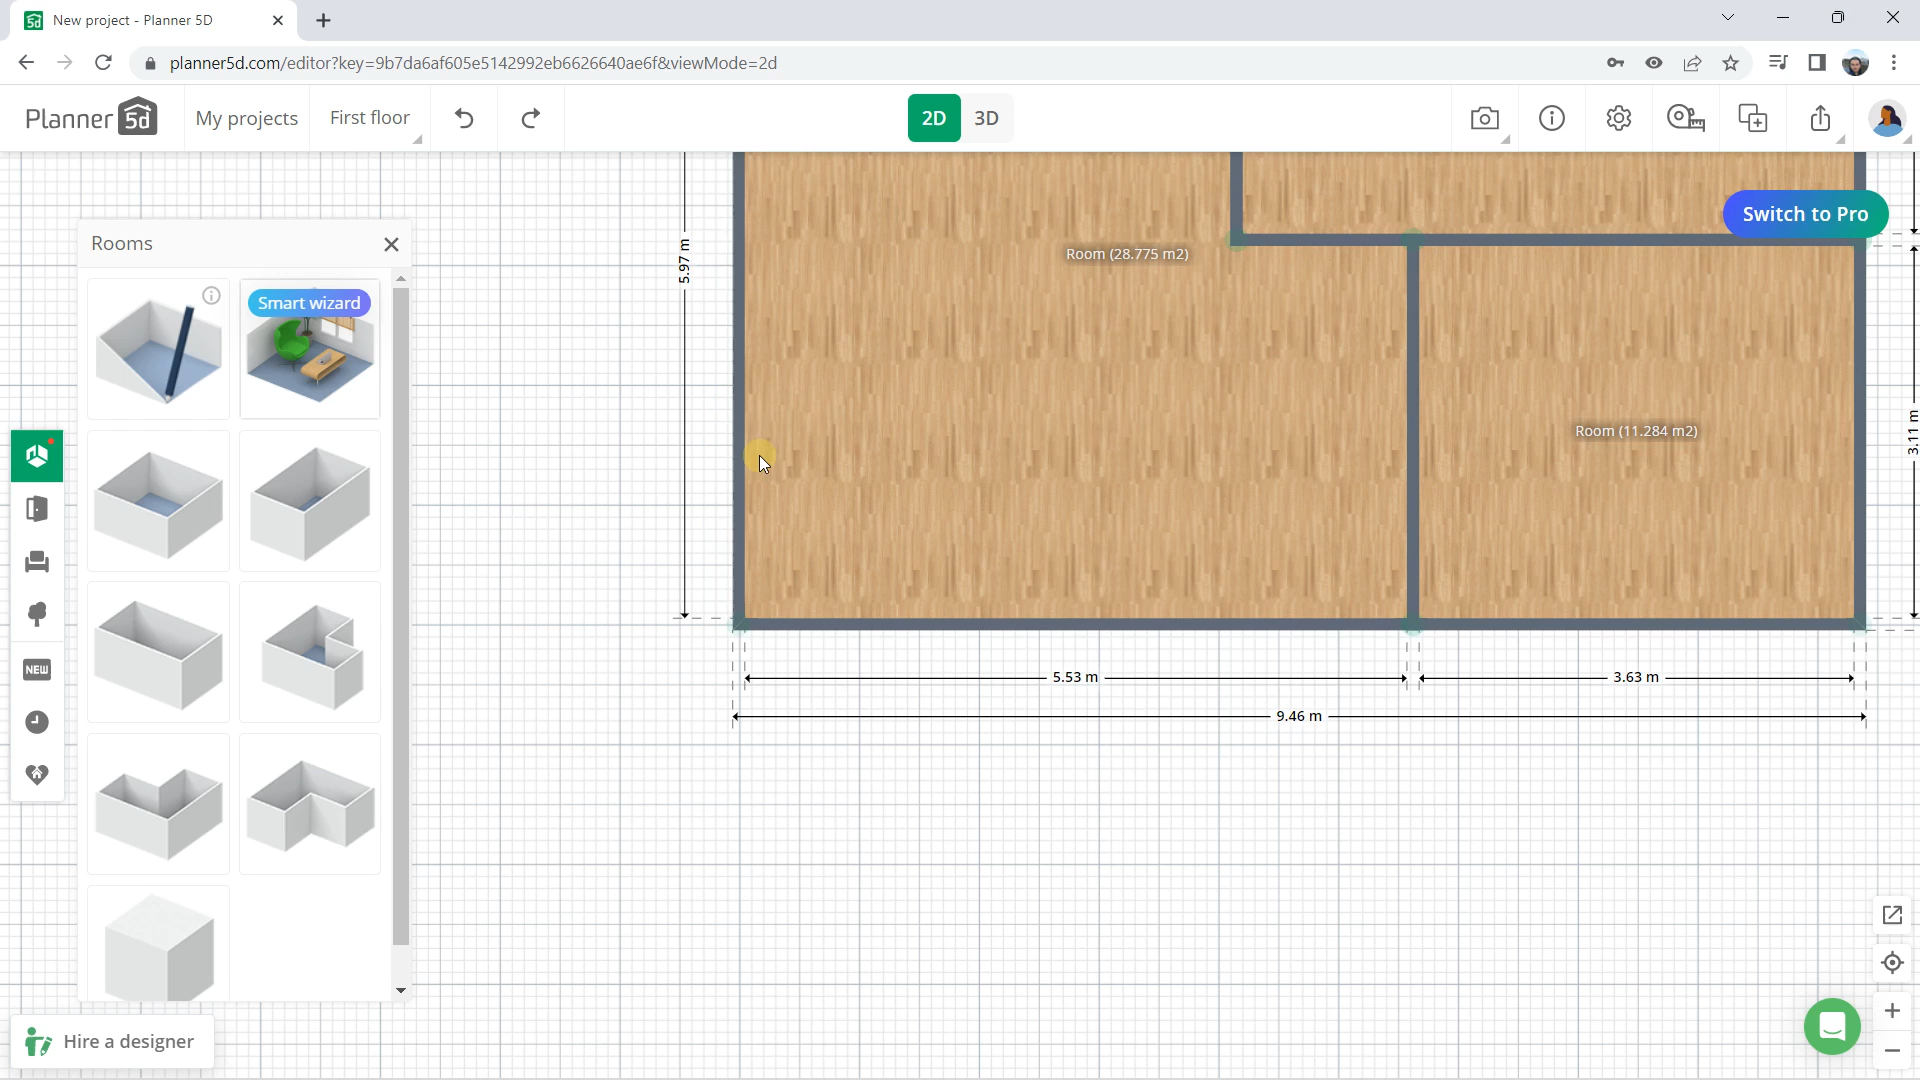 New project - Planner 5D
planner5d.com/editor?key=9b7da6af605e5142992eb6626640ae6f&viewMode=2d
Planner 5d
My projects
First floor
2D
3D
Switch to Pro
Rooms
Smart wizard
NEW
Hire a designer
5.97 m
Room (28.775 m2)
Room (11.284 m2)
3.11 m
5.53 m
3.63 m
9.46 m